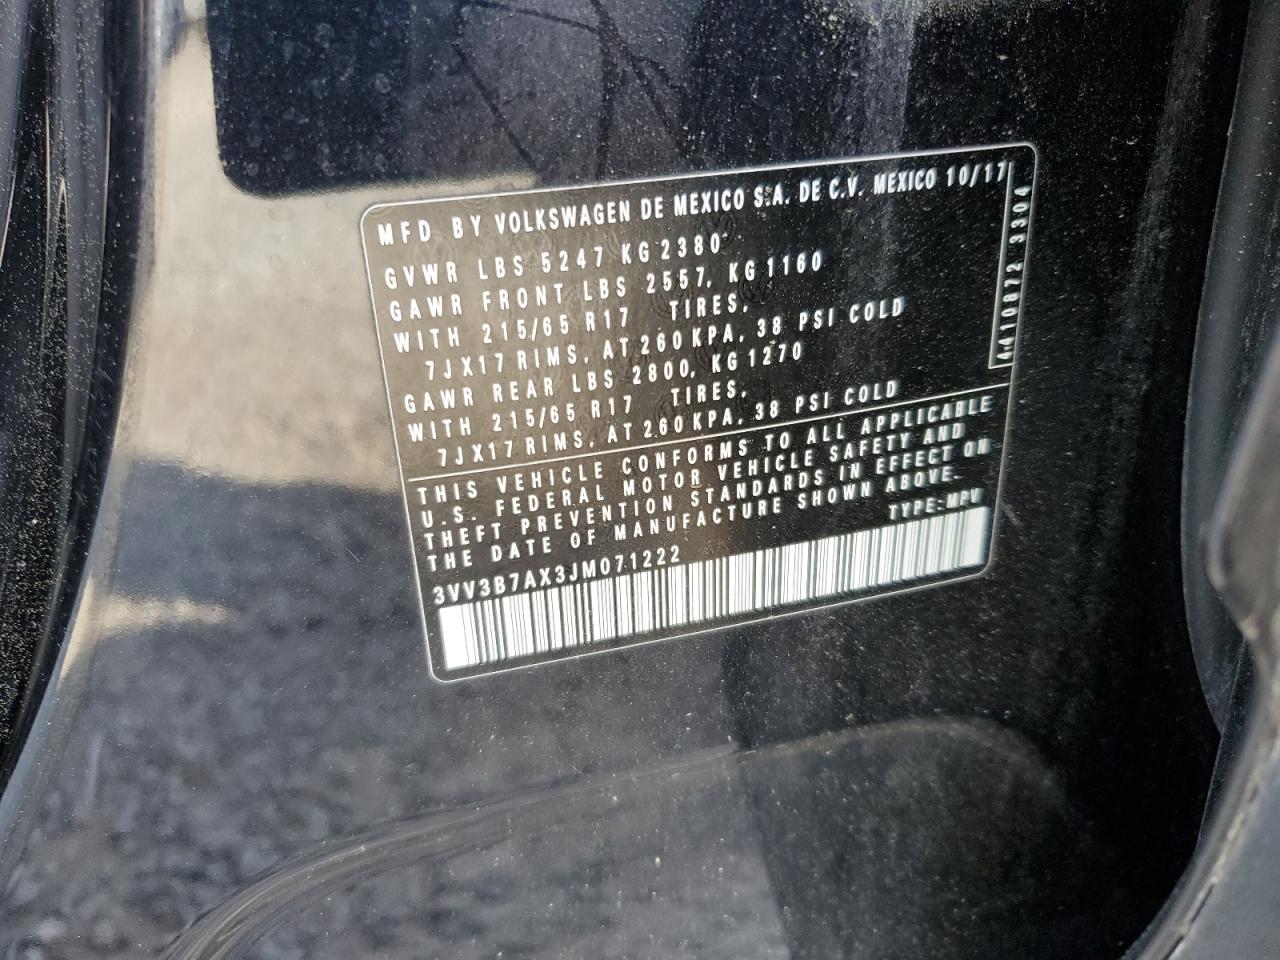 MFD BY VOLKSWAGEN DE MEXICO S.A. DE C.V. MEXICO 10/17
GVWR LBS 5247 KG 2380
GAWR FRONT LBS 2557, KG 1160
WITH 215/65 R17 TIRES,
7JX17 RIMS, AT 260 KPA, 38 PSI COLD
GAWR REAR LBS 2800, KG 1270
WITH 215/65 R17 TIRES,
7JX17 RIMS, AT 260 KPA, 38 PSI COLD
4410872 3304
THIS VEHICLE CONFORMS TO ALL APPLICABLE
U.S. FEDERAL MOTOR VEHICLE SAFETY AND
THEFT PREVENTION STANDARDS IN EFFECT ON
THE DATE OF MANUFACTURE SHOWN ABOVE.
3VV3B7AX3JM071222 TYPE:MPV